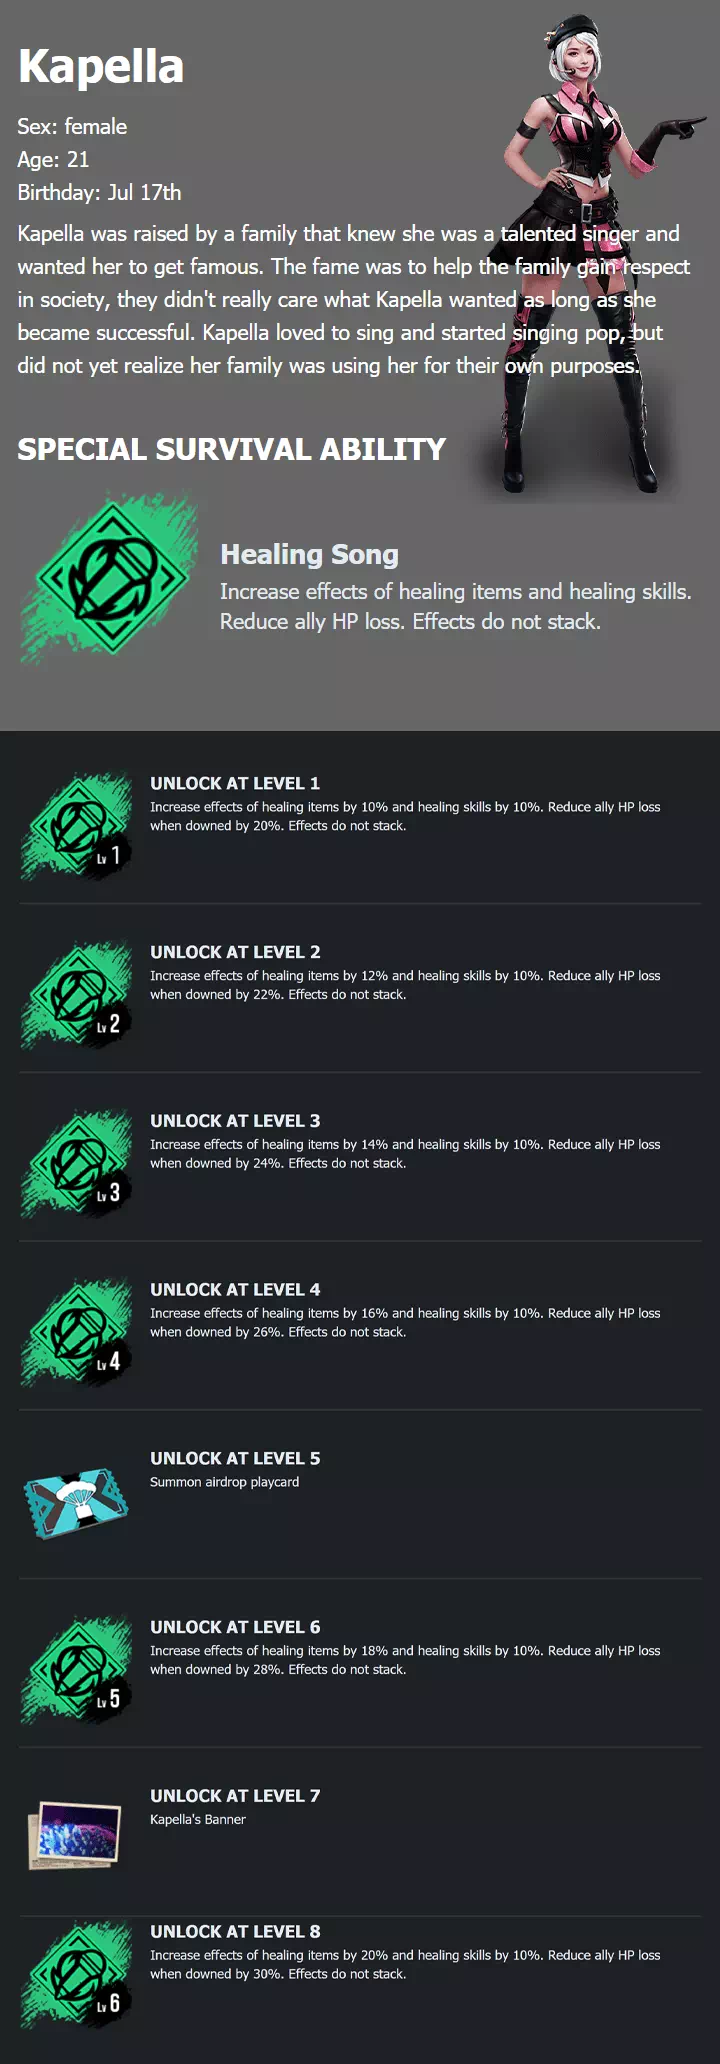 Kapella
Sex: female
Age: 21
Birthday: Jul 17th
Kapella was raised by a family that knew she was a talented singer and
wanted her to get famous. The fame was to help the family gain respect
in society, they didn't really care what Kapella wanted as long as she
became successful. Kapella loved to sing and started singing pop, but
did not yet realize her family was using her for their own purposes.
SPECIAL SURVIVAL ABILITY
Healing Song
Increase effects of healing items and healing skills.
Reduce ally HP loss. Effects do not stack.
UNLOCK AT LEVEL 1
Increase effects of healing items by 10% and healing skills by 10%. Reduce ally HP loss
when downed by 20%. Effects do not stack.
Lv 1
UNLOCK AT LEVEL 2
Increase effects of healing items by 12% and healing skills by 10%. Reduce ally HP loss
when downed by 22%. Effects do not stack.
Lv 2
UNLOCK AT LEVEL 3
Increase effects of healing items by 14% and healing skills by 10%. Reduce ally HP loss
when downed by 24%. Effects do not stack.
Lv 3
UNLOCK AT LEVEL 4
Increase effects of healing items by 16% and healing skills by 10%. Reduce ally HP loss
when downed by 26%. Effects do not stack.
Lv 4
UNLOCK AT LEVEL 5
Summon airdrop playcard
UNLOCK AT LEVEL 6
Increase effects of healing items by 18% and healing skills by 10%. Reduce ally HP loss
when downed by 28%. Effects do not stack.
Lv 5
UNLOCK AT LEVEL 7
Kapella's Banner
UNLOCK AT LEVEL 8
Increase effects of healing items by 20% and healing skills by 10%. Reduce ally HP loss
when downed by 30%. Effects do not stack.
Lv 6